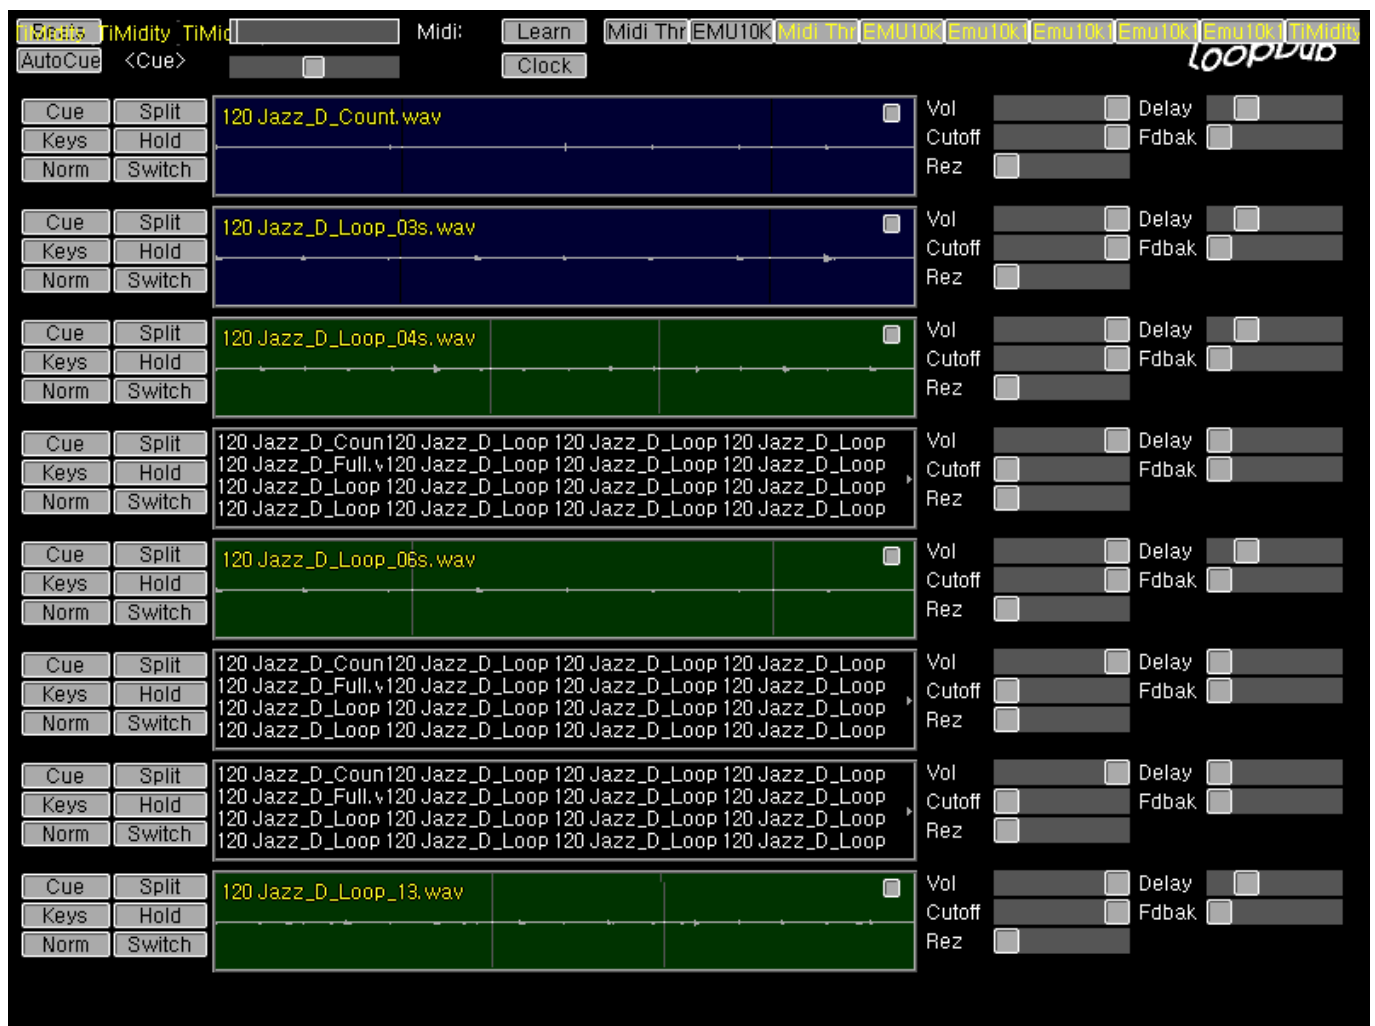 TiMidity TiMidity TiMid Midi: Learn Midi Thr EMU10K Midi Thr EMU10K Emu10k1 Emu10k1 Emu10k1 Emu10k1 TiMidity
AutoCue <Cue> Clock loopDub
Cue Split 120 Jazz_D_Count.wav Vol Delay
Keys Hold Cutoff Fdbak
Norm Switch Rez
Cue Split 120 Jazz_D_Loop_03s.wav Vol Delay
Keys Hold Cutoff Fdbak
Norm Switch Rez
Cue Split 120 Jazz_D_Loop_04s.wav Vol Delay
Keys Hold Cutoff Fdbak
Norm Switch Rez
Cue Split 120 Jazz_D_Coun120 Jazz_D_Loop 120 Jazz_D_Loop 120 Jazz_D_Loop Vol Delay
120 Jazz_D_Full.v120 Jazz_D_Loop 120 Jazz_D_Loop 120 Jazz_D_Loop
Keys Hold 120 Jazz_D_Loop 120 Jazz_D_Loop 120 Jazz_D_Loop 120 Jazz_D_Loop Cutoff Fdbak
Norm Switch 120 Jazz_D_Loop 120 Jazz_D_Loop 120 Jazz_D_Loop 120 Jazz_D_Loop Rez
Cue Split 120 Jazz_D_Loop_06s.wav Vol Delay
Keys Hold Cutoff Fdbak
Norm Switch Rez
Cue Split 120 Jazz_D_Coun120 Jazz_D_Loop 120 Jazz_D_Loop 120 Jazz_D_Loop Vol Delay
120 Jazz_D_Full.v120 Jazz_D_Loop 120 Jazz_D_Loop 120 Jazz_D_Loop
Keys Hold 120 Jazz_D_Loop 120 Jazz_D_Loop 120 Jazz_D_Loop 120 Jazz_D_Loop Cutoff Fdbak
Norm Switch 120 Jazz_D_Loop 120 Jazz_D_Loop 120 Jazz_D_Loop 120 Jazz_D_Loop Rez
Cue Split 120 Jazz_D_Coun120 Jazz_D_Loop 120 Jazz_D_Loop 120 Jazz_D_Loop Vol Delay
120 Jazz_D_Full.v120 Jazz_D_Loop 120 Jazz_D_Loop 120 Jazz_D_Loop
Keys Hold 120 Jazz_D_Loop 120 Jazz_D_Loop 120 Jazz_D_Loop 120 Jazz_D_Loop Cutoff Fdbak
Norm Switch 120 Jazz_D_Loop 120 Jazz_D_Loop 120 Jazz_D_Loop 120 Jazz_D_Loop Rez
Cue Split 120 Jazz_D_Loop_13.wav Vol Delay
Keys Hold Cutoff Fdbak
Norm Switch Rez